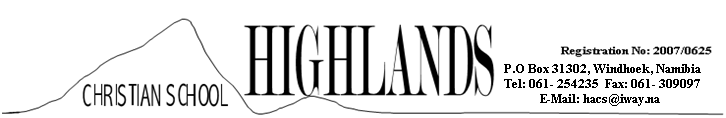 HIGHLANDS
CHRISTIAN SCHOOL
Registration No: 2007/0625
P.O Box 31302, Windhoek, Namibia
Tel: 061- 254235 Fax: 061- 309097
E-Mail: hacs@iway.na